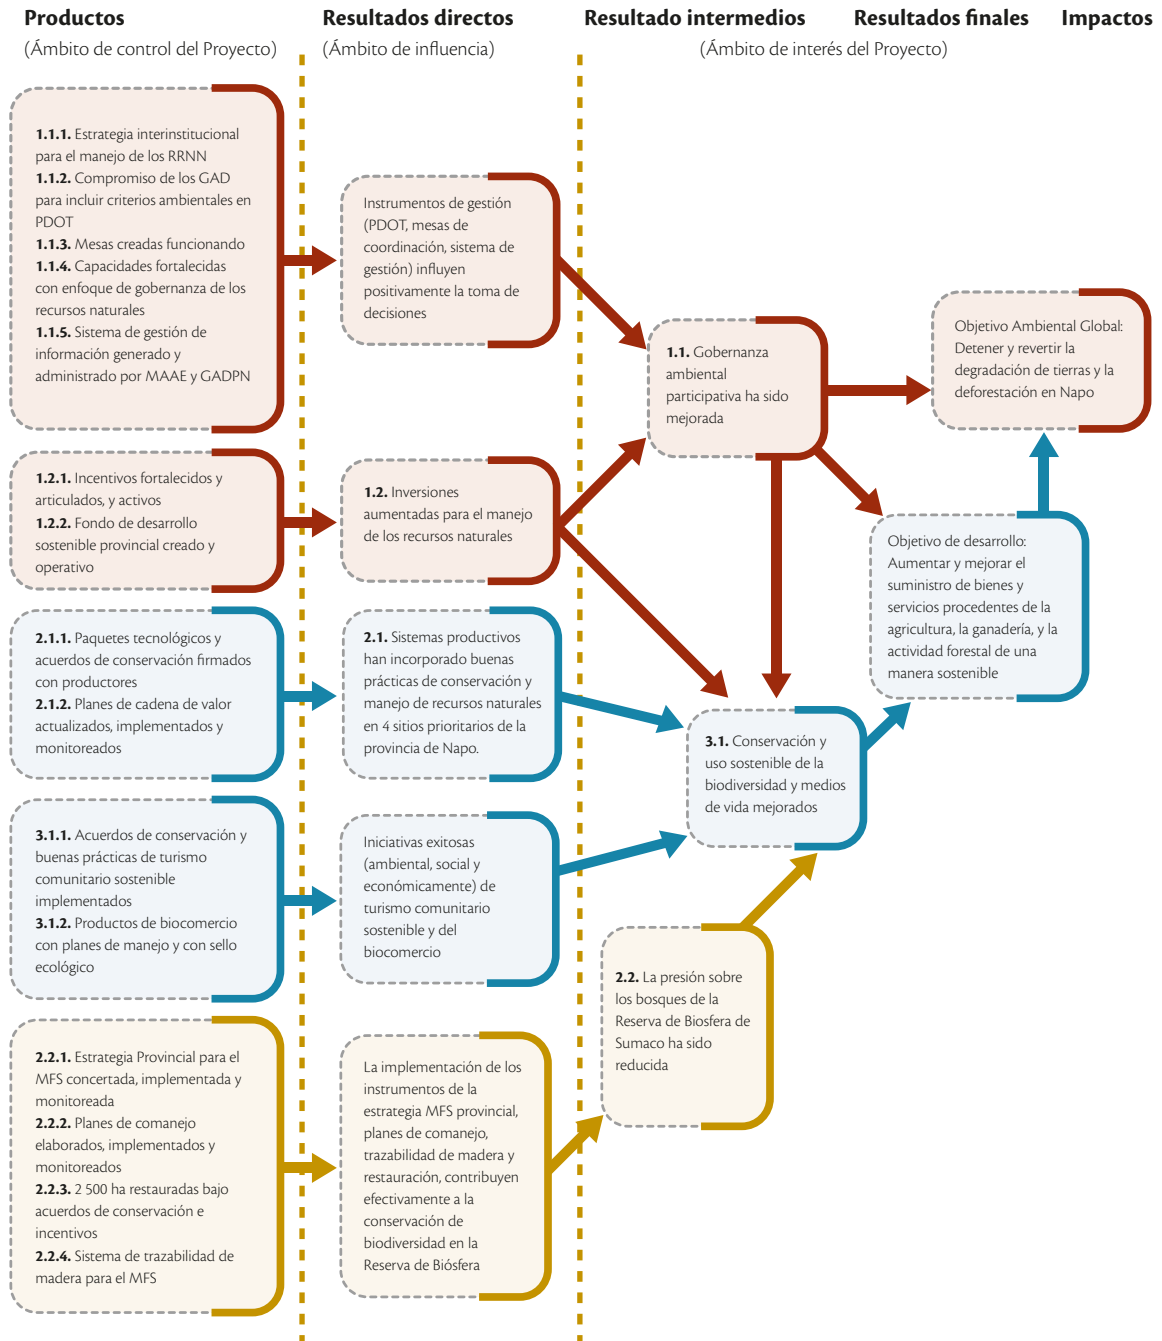 Productos
(Ámbito de control del Proyecto)
Resultados directos
(Ámbito de influencia)
Resultado intermedios
Resultados finales
Impactos
(Ámbito de interés del Proyecto)
1.1.1. Estrategia interinstitucional
para el manejo de los RRNN
1.1.2. Compromiso de los GAD
para incluir criterios ambientales en
PDOT
1.1.3. Mesas creadas funcionando
1.1.4. Capacidades fortalecidas
con enfoque de gobernanza de los
recursos naturales
1.1.5. Sistema de gestión de
información generado y
administrado por MAAE y GADPN
1.2.1. Incentivos fortalecidos y
articulados, y activos
1.2.2. Fondo de desarrollo
sostenible provincial creado y
operativo
2.1.1. Paquetes tecnológicos y
acuerdos de conservación firmados
con productores
2.1.2. Planes de cadena de valor
actualizados, implementados y
monitoreados
3.1.1. Acuerdos de conservación y
buenas prácticas de turismo
comunitario sostenible
implementados
3.1.2. Productos de biocomercio
con planes de manejo y con sello
ecológico
2.2.1. Estrategia Provincial para el
MFS concertada, implementada y
monitoreada
2.2.2. Planes de comanejo
elaborados, implementados y
monitoreados
2.2.3. 2 500 ha restauradas bajo
acuerdos de conservación e
incentivos
2.2.4. Sistema de trazabilidad de
madera para el MFS
Instrumentos de gestión
(PDOT, mesas de
coordinación, sistema de
gestión) influyen
positivamente la toma de
decisiones
1.2. Inversiones
aumentadas para el manejo
de los recursos naturales
2.1. Sistemas productivos
han incorporado buenas
prácticas de conservación y
manejo de recursos naturales
en 4 sitios prioritarios de la
provincia de Napo.
Iniciativas exitosas
(ambiental, social y
económicamente) de
turismo comunitario
sostenible y del
biocomercio
La implementación de los
instrumentos de la
estrategia MFS provincial,
planes de comanejo,
trazabilidad de madera y
restauración, contribuyen
efectivamente a la
conservación de
biodiversidad en la
Reserva de Biósfera
1.1. Gobernanza
ambiental
participativa ha sido
mejorada
3.1. Conservación y
uso sostenible de la
biodiversidad y medios
de vida mejorados
2.2. La presión sobre
los bosques de la
Reserva de Biosfera de
Sumaco ha sido
reducida
Objetivo Ambiental Global:
Detener y revertir la
degradación de tierras y la
deforestación en Napo
Objetivo de desarrollo:
Aumentar y mejorar el
suministro de bienes y
servicios procedentes de la
agricultura, la ganadería, y la
actividad forestal de una
manera sostenible